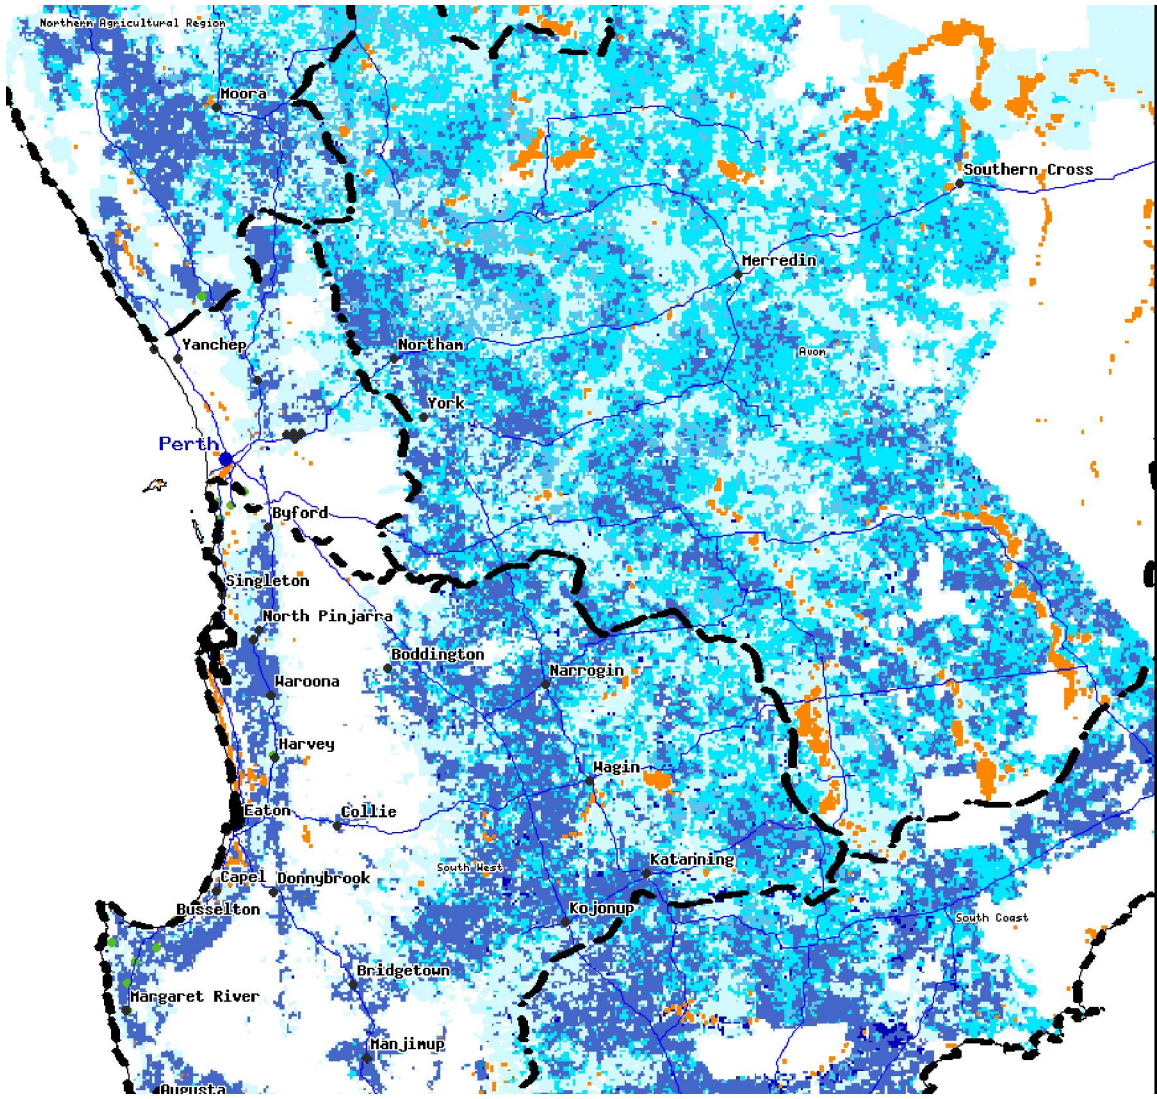 Northern Agricultural Region
Moora
Southern Cross
Merredin
Yanchep
Northam
Avon
York
Perth
Byford
Singleton
North Pinjarra
Boddington
Narrogin
Waroona
Harvey
Wagin
Eaton
Collie
Katanning
South West
Capel
Donnybrook
Busselton
Kojonup
South Coast
Bridgetown
Margaret River
Manjimup
Augusta